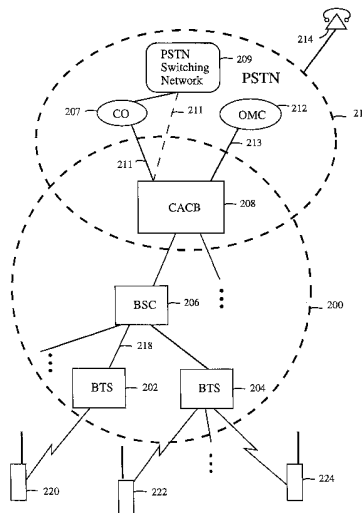 214
PSTN
Switching
Network
209
PSTN
207
CO
211
OMC
212
21
211
213
CACB
208
BSC
206
200
218
BTS
202
BTS
204
220
222
224